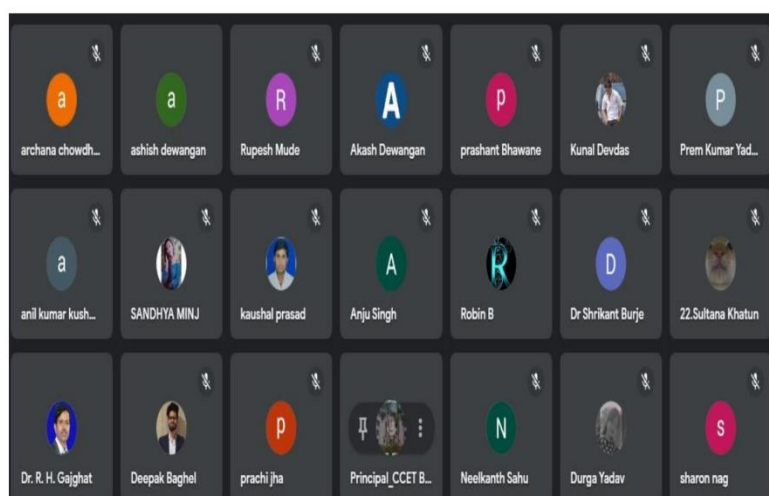 a a R A p P
archana chowdh... ashish dewangan Rupesh Mude Akash Dewangan prashant Bhawane Kunal Devdas Prem Kumar Yad...
a A R D
anil kumar kush... SANDHYA MINJ kaushal prasad Anju Singh Robin B Dr Shrikant Burje 22.Sultana Khatun
p N s
Dr. R. H. Gajghat Deepak Baghel prachi jha Principal_CCET B... Neelkanth Sahu Durga Yadav sharon nag